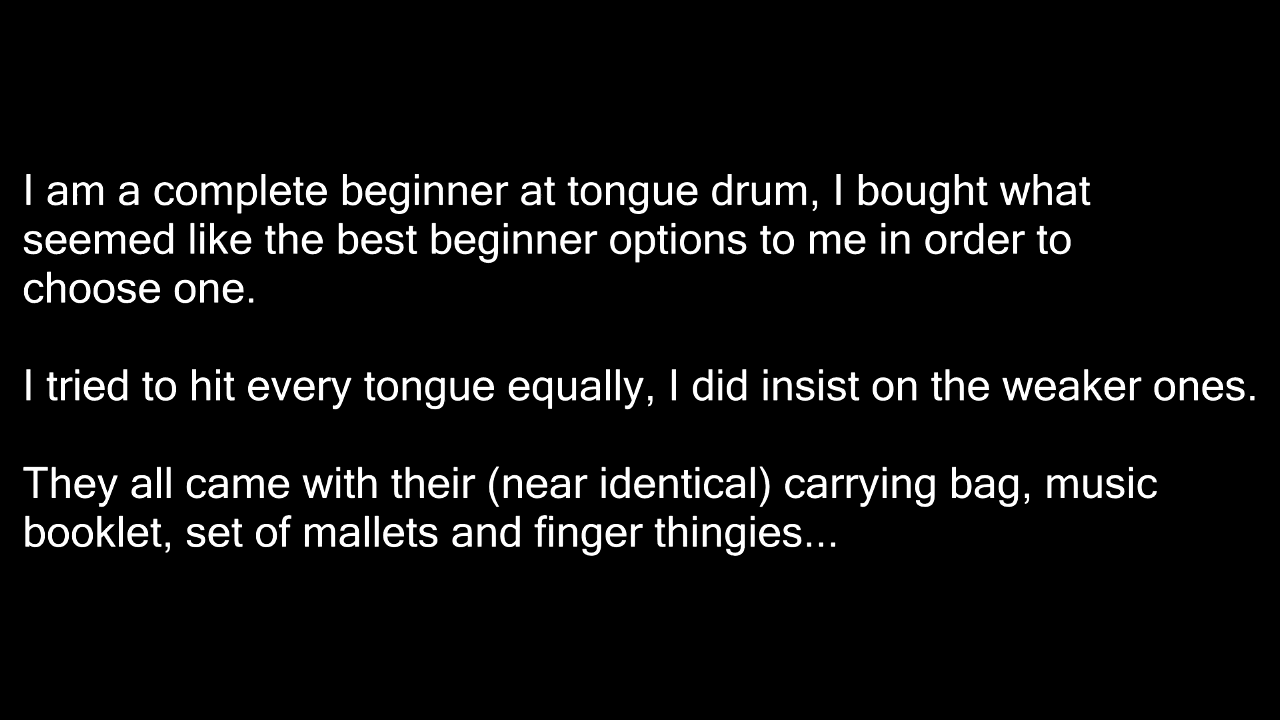 I am a complete beginner at tongue drum, I bought what
seemed like the best beginner options to me in order to
choose one.
I tried to hit every tongue equally, I did insist on the weaker ones.
They all came with their (near identical) carrying bag, music
booklet, set of mallets and finger thingies...